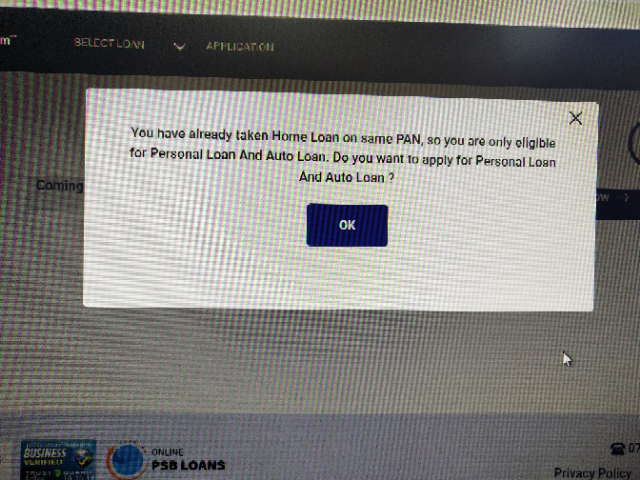 SELECT LOAN
APPLICATION
You have already taken Home Loan on same PAN, so you are only eligible
for Personal Loan And Auto Loan. Do you want to apply for Personal Loan
And Auto Loan ?
OK
Coming
BUSINESS
VERIFIED
ONLINE
PSB LOANS
07
Privacy Policy